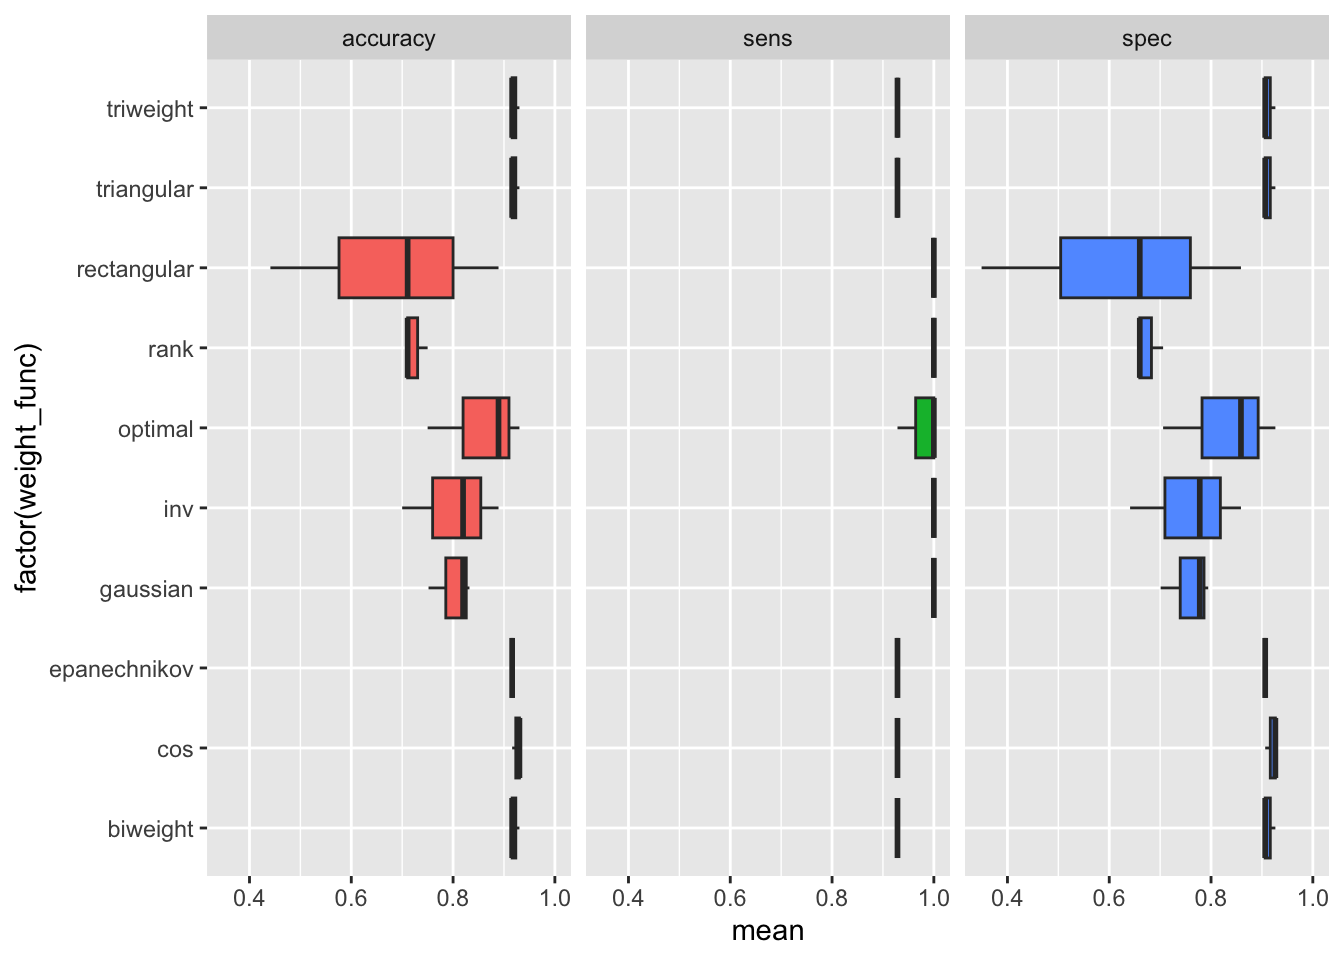 accuracy sens spec
triweight
triangular
rectangular
rank
optimal
inv
gaussian
epanechnikov
cos
biweight
factor(weight_func)
0.4 0.6 0.8 1.0 0.4 0.6 0.8 1.0 0.4 0.6 0.8 1.0
mean